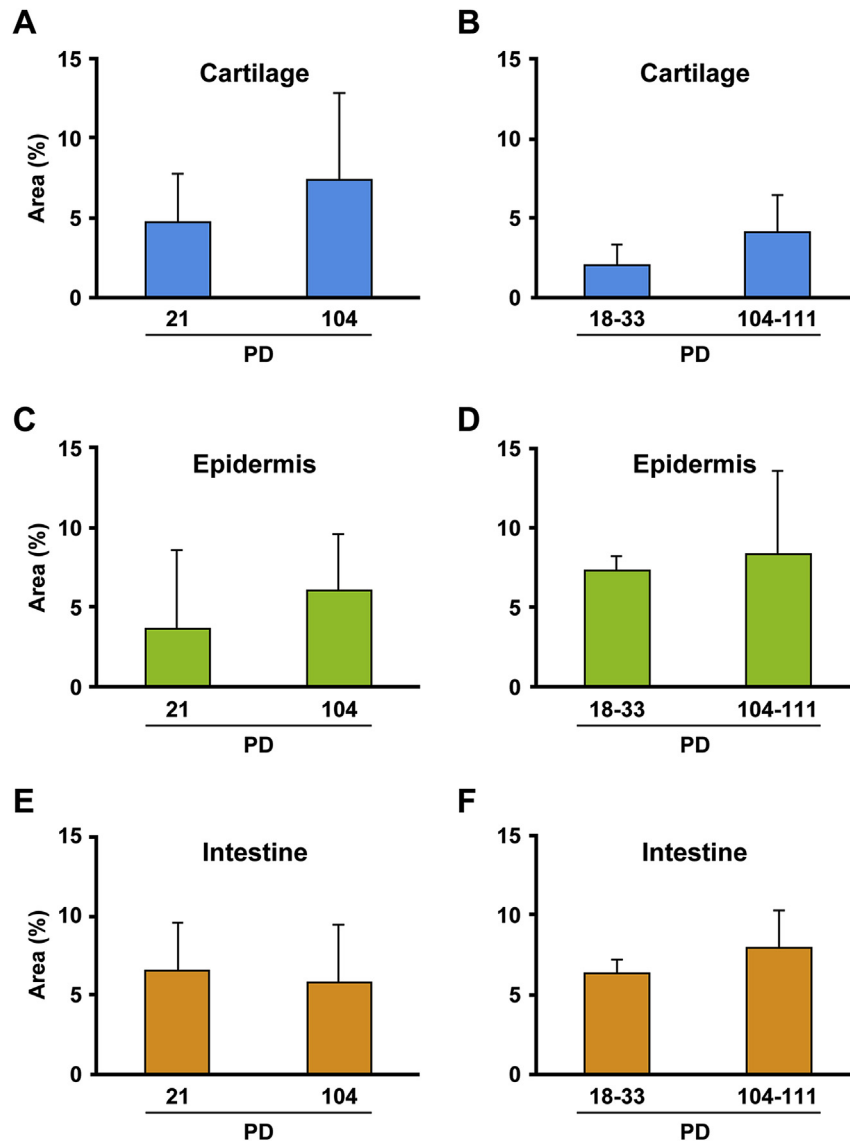 A
Cartilage
Area (%)
15
10
5
0
21 104
PD
B
Cartilage
15
10
5
0
18-33 104-111
PD
C
Epidermis
Area (%)
15
10
5
0
21 104
PD
D
Epidermis
15
10
5
0
18-33 104-111
PD
E
Intestine
Area (%)
15
10
5
0
21 104
PD
F
Intestine
15
10
5
0
18-33 104-111
PD